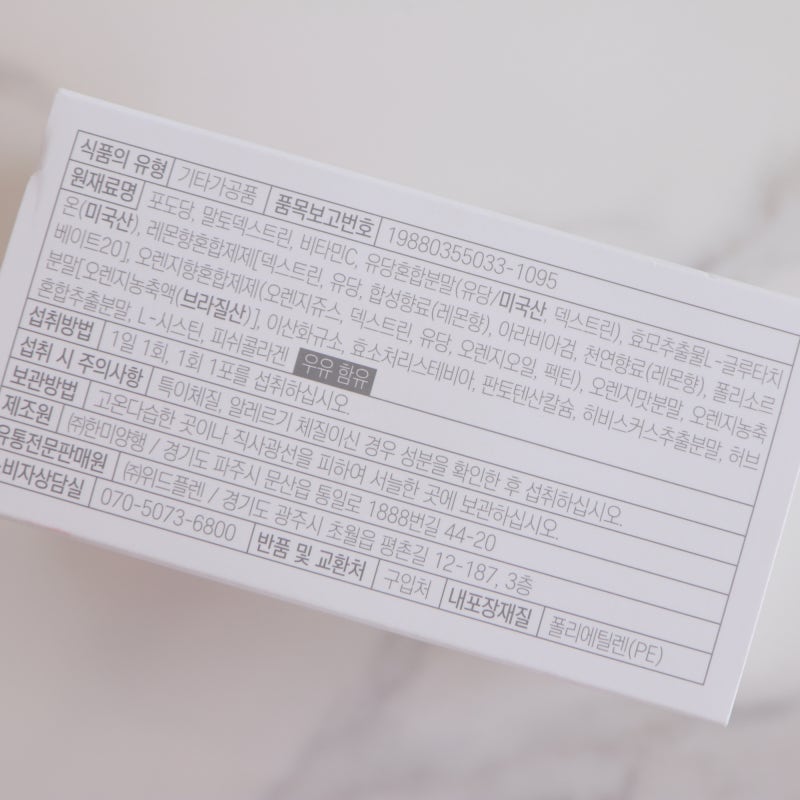 식품의 유형 기타가공품 품목보고번호 19880355033-1095
원재료명 포도당, 말토덱스트린, 비타민C, 유당혼합분말(유당/미국산, 덱스트린), 효모추출물L-글루타치
온(미국산), 레몬향혼합제제[덱스트린, 유당, 합성향료(레몬향), 아라비아검, 천연향료(레몬향), 폴리소르
베이트20], 오렌지향혼합제제(오렌지쥬스, 덱스트린, 유당, 오렌지오일, 펙틴), 오렌지맛분말, 오렌지농축
분말[오렌지농축액(브라질산)], 이산화규소, 효소처리스테비아, 판토텐산칼슘, 히비스커스추출분말, 허브
혼합추출분말, L-시스틴, 피쉬콜라겐 우유 함유
섭취방법 1일 1회, 1회 1포를 섭취하십시오.
섭취 시 주의사항 특이체질, 알레르기 체질이신 경우 성분을 확인한 후 섭취하십시오.
보관방법 고온다습한 곳이나 직사광선을 피하여 서늘한 곳에 보관하십시오.
제조원 ㈜한미양행 / 경기도 파주시 문산읍 통일로 1888번길 44-20
유통전문판매원 ㈜위드플렌 / 경기도 광주시 초월읍 평촌길 12-187, 3층
비자상담실 070-5073-6800 반품 및 교환처 구입처 내포장재질 폴리에틸렌(PE)